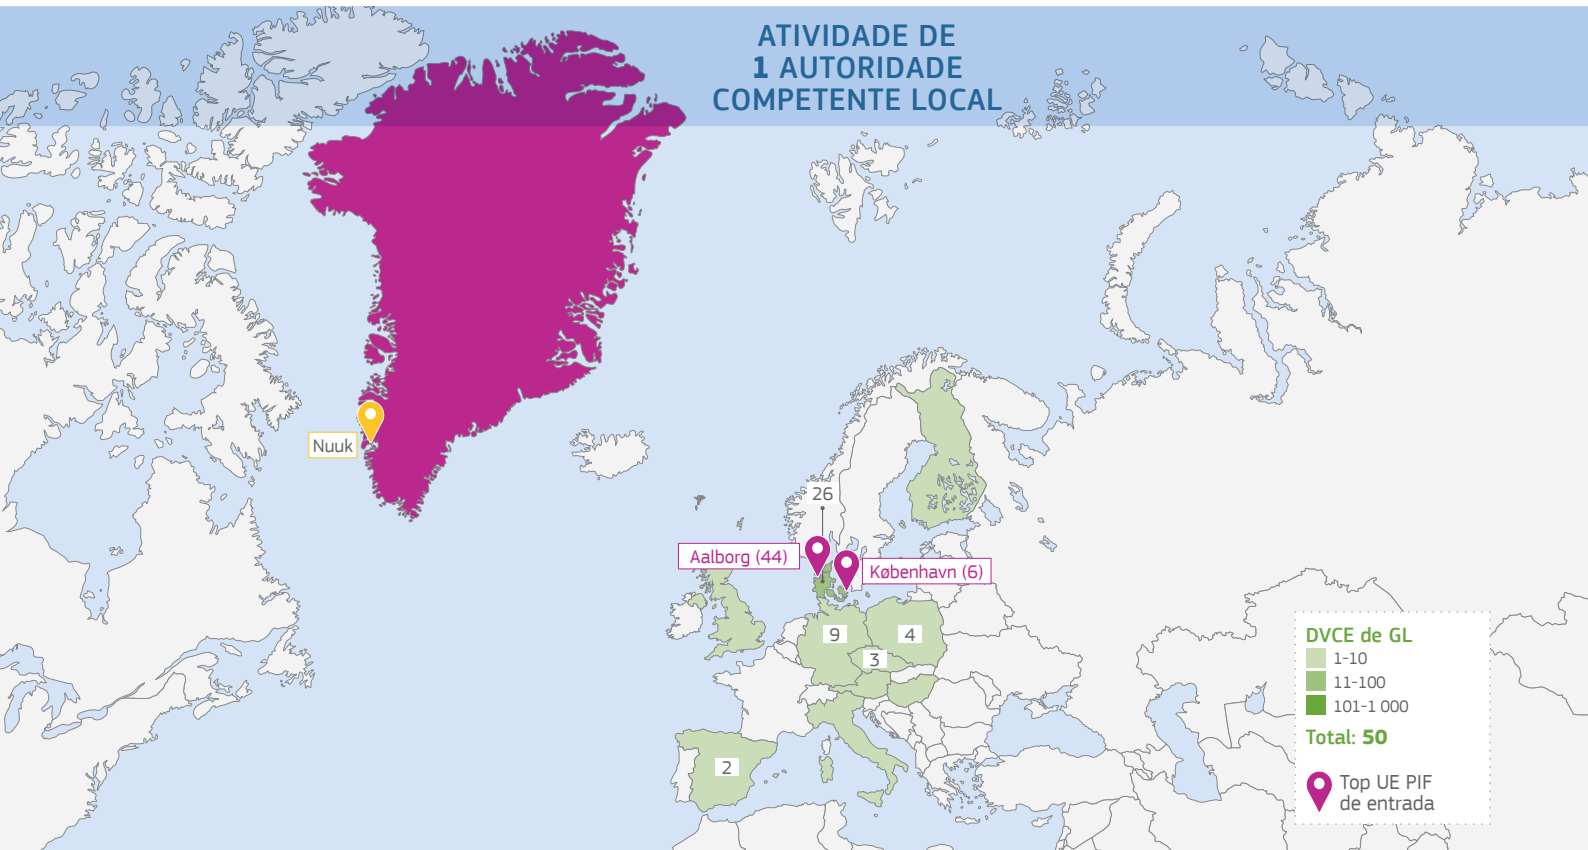 ATIVIDADE DE
1 AUTORIDADE
COMPETENTE LOCAL
Nuuk
26
Aalborg (44)
København (6)
9
4
3
2
DVCE de GL
1-10
11-100
101-1 000
Total: 50
Top UE PIF
de entrada